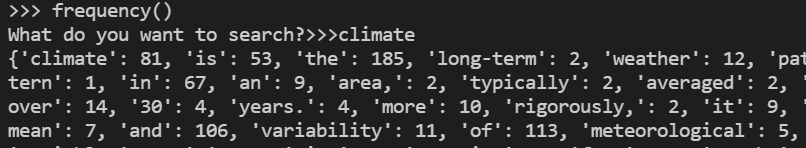 >>> frequency()
What do you want to search?>>>climate
{'climate': 81, 'is': 53, 'the': 185, 'long-term': 2, 'weather': 12, 'pat
tern': 1, 'in': 67, 'an': 9, 'area,': 2, 'typically': 2, 'averaged': 2, '
over': 14, '30': 4, 'years.': 4, 'more': 10, 'rigorously,': 2, 'it': 9, '
mean': 7, 'and': 106, 'variability': 11, 'of': 113, 'meteorological': 5,